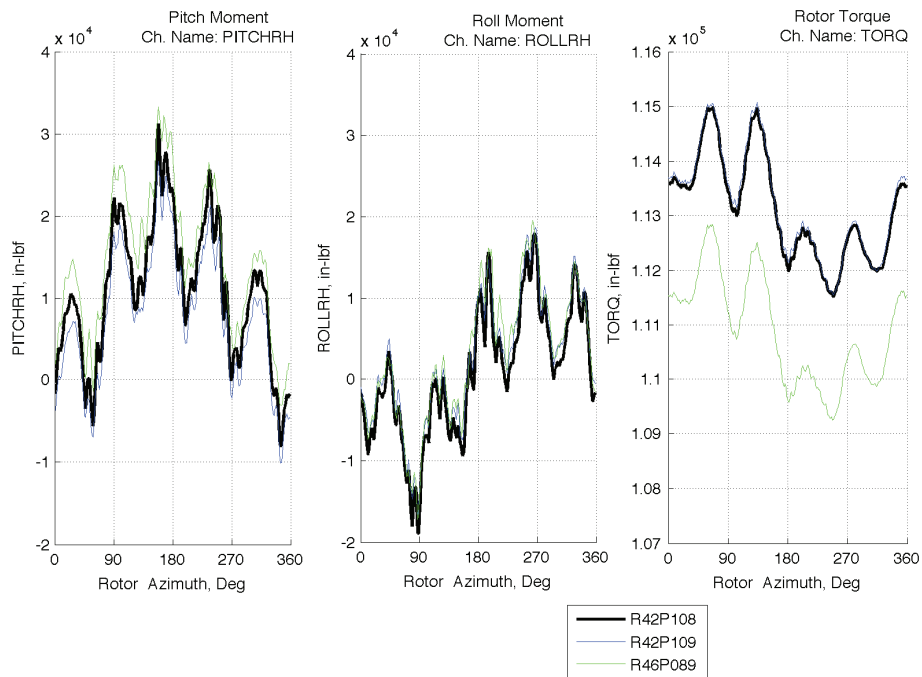 Pitch Moment
Ch. Name: PITCHRH
x 10^4
4
3
2
1
0
-1
-2
PITCHRH, in-lbf
0 90 180 270 360
Rotor Azimuth, Deg
Roll Moment
Ch. Name: ROLLRH
x 10^4
4
3
2
1
0
-1
-2
ROLLRH, in-lbf
0 90 180 270 360
Rotor Azimuth, Deg
Rotor Torque
Ch. Name: TORQ
x 10^5
1.16
1.15
1.14
1.13
1.12
1.11
1.1
1.09
1.08
1.07
TORQ, in-lbf
0 90 180 270 360
Rotor Azimuth, Deg
R42P108
R42P109
R46P089